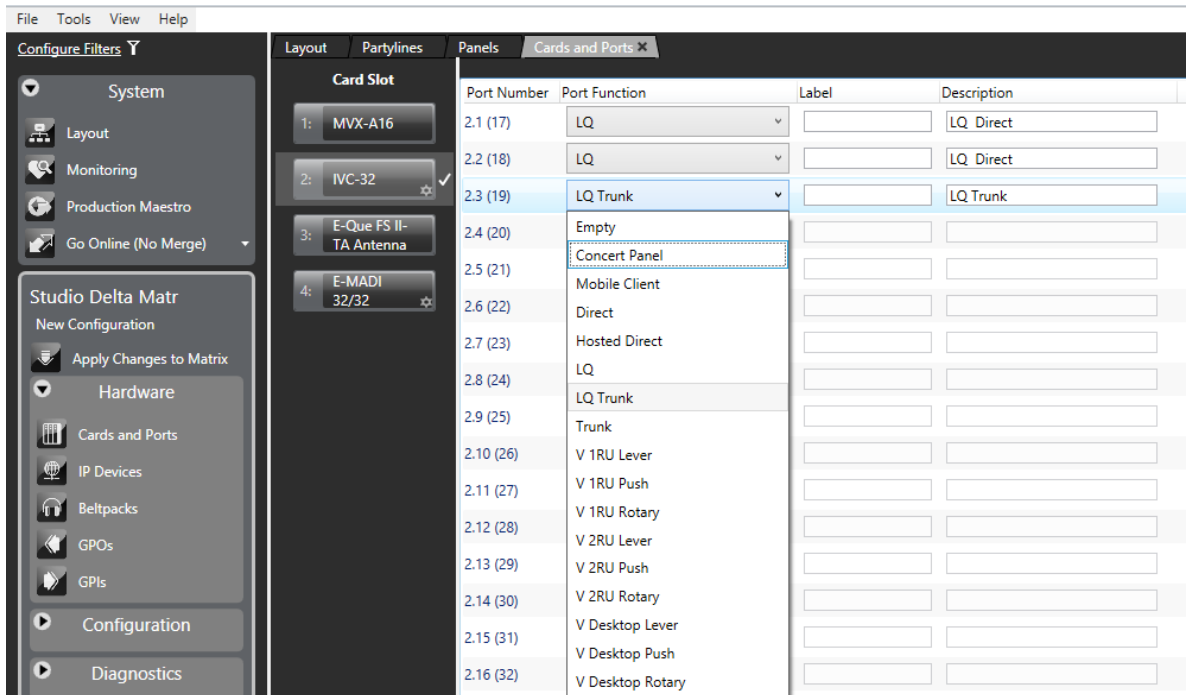 File Tools View Help
Configure Filters
System
Layout
Monitoring
Production Maestro
Go Online (No Merge)
Studio Delta Matr
New Configuration
Apply Changes to Matrix
Hardware
Cards and Ports
IP Devices
Beltpacks
GPOs
GPIs
Configuration
Diagnostics
Layout Partylines Panels Cards and Ports X
Card Slot
1: MVX-A16
2: IVC-32
3: E-Que FS II-
TA Antenna
4: E-MADI
32/32
Port Number Port Function Label Description
2.1 (17) LQ LQ Direct
2.2 (18) LQ LQ Direct
2.3 (19) LQ Trunk LQ Trunk
2.4 (20)
2.5 (21)
2.6 (22)
2.7 (23)
2.8 (24)
2.9 (25)
2.10 (26)
2.11 (27)
2.12 (28)
2.13 (29)
2.14 (30)
2.15 (31)
2.16 (32)
Empty
Concert Panel
Mobile Client
Direct
Hosted Direct
LQ
LQ Trunk
Trunk
V 1RU Lever
V 1RU Push
V 1RU Rotary
V 2RU Lever
V 2RU Push
V 2RU Rotary
V Desktop Lever
V Desktop Push
V Desktop Rotary